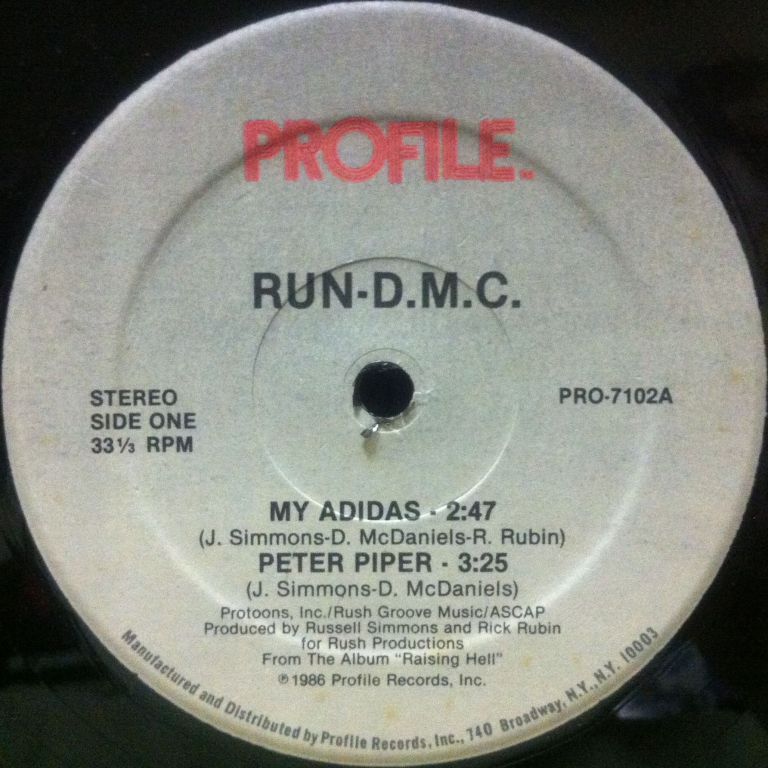 PROFILE.
RUN-D.M.C.
STEREO
SIDE ONE
33⅓ RPM
PRO-7102A
MY ADIDAS - 2:47
(J. Simmons-D. McDaniels-R. Rubin)
PETER PIPER - 3:25
(J. Simmons-D. McDaniels)
Protoons, Inc./Rush Groove Music/ASCAP
Produced by Russell Simmons and Rick Rubin
for Rush Productions
From The Album "Raising Hell"
℗1986 Profile Records, Inc.
Manufactured and Distributed by Profile Records, Inc., 740 Broadway, N.Y., N.Y. 10003